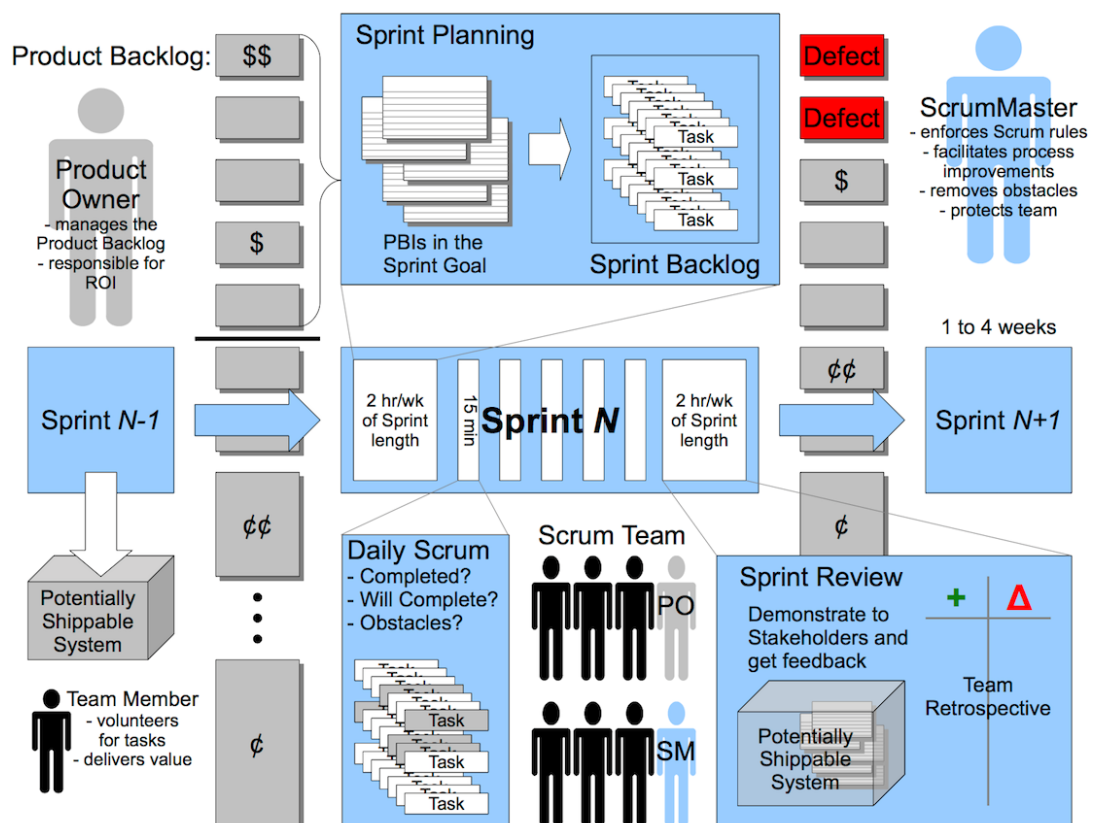 Product Backlog:
$$
Product
Owner
- manages the
Product Backlog
- responsible for
ROI
$
Sprint Planning
PBIs in the
Sprint Goal
Task
Task
Task
Sprint Backlog
Defect
Defect
$
ScrumMaster
- enforces Scrum rules
- facilitates process
improvements
- removes obstacles
- protects team
1 to 4 weeks
Sprint N-1
2 hr/wk
of Sprint
length
15 min
Sprint N
2 hr/wk
of Sprint
length
¢¢
Sprint N+1
Potentially
Shippable
System
Team Member
- volunteers
for tasks
- delivers value
¢¢
¢
Daily Scrum
- Completed?
- Will Complete?
- Obstacles?
Task
Task
Task
Scrum Team
PO
SM
¢
Sprint Review
Demonstrate to
Stakeholders and
get feedback
Potentially
Shippable
System
+
Δ
Team
Retrospective